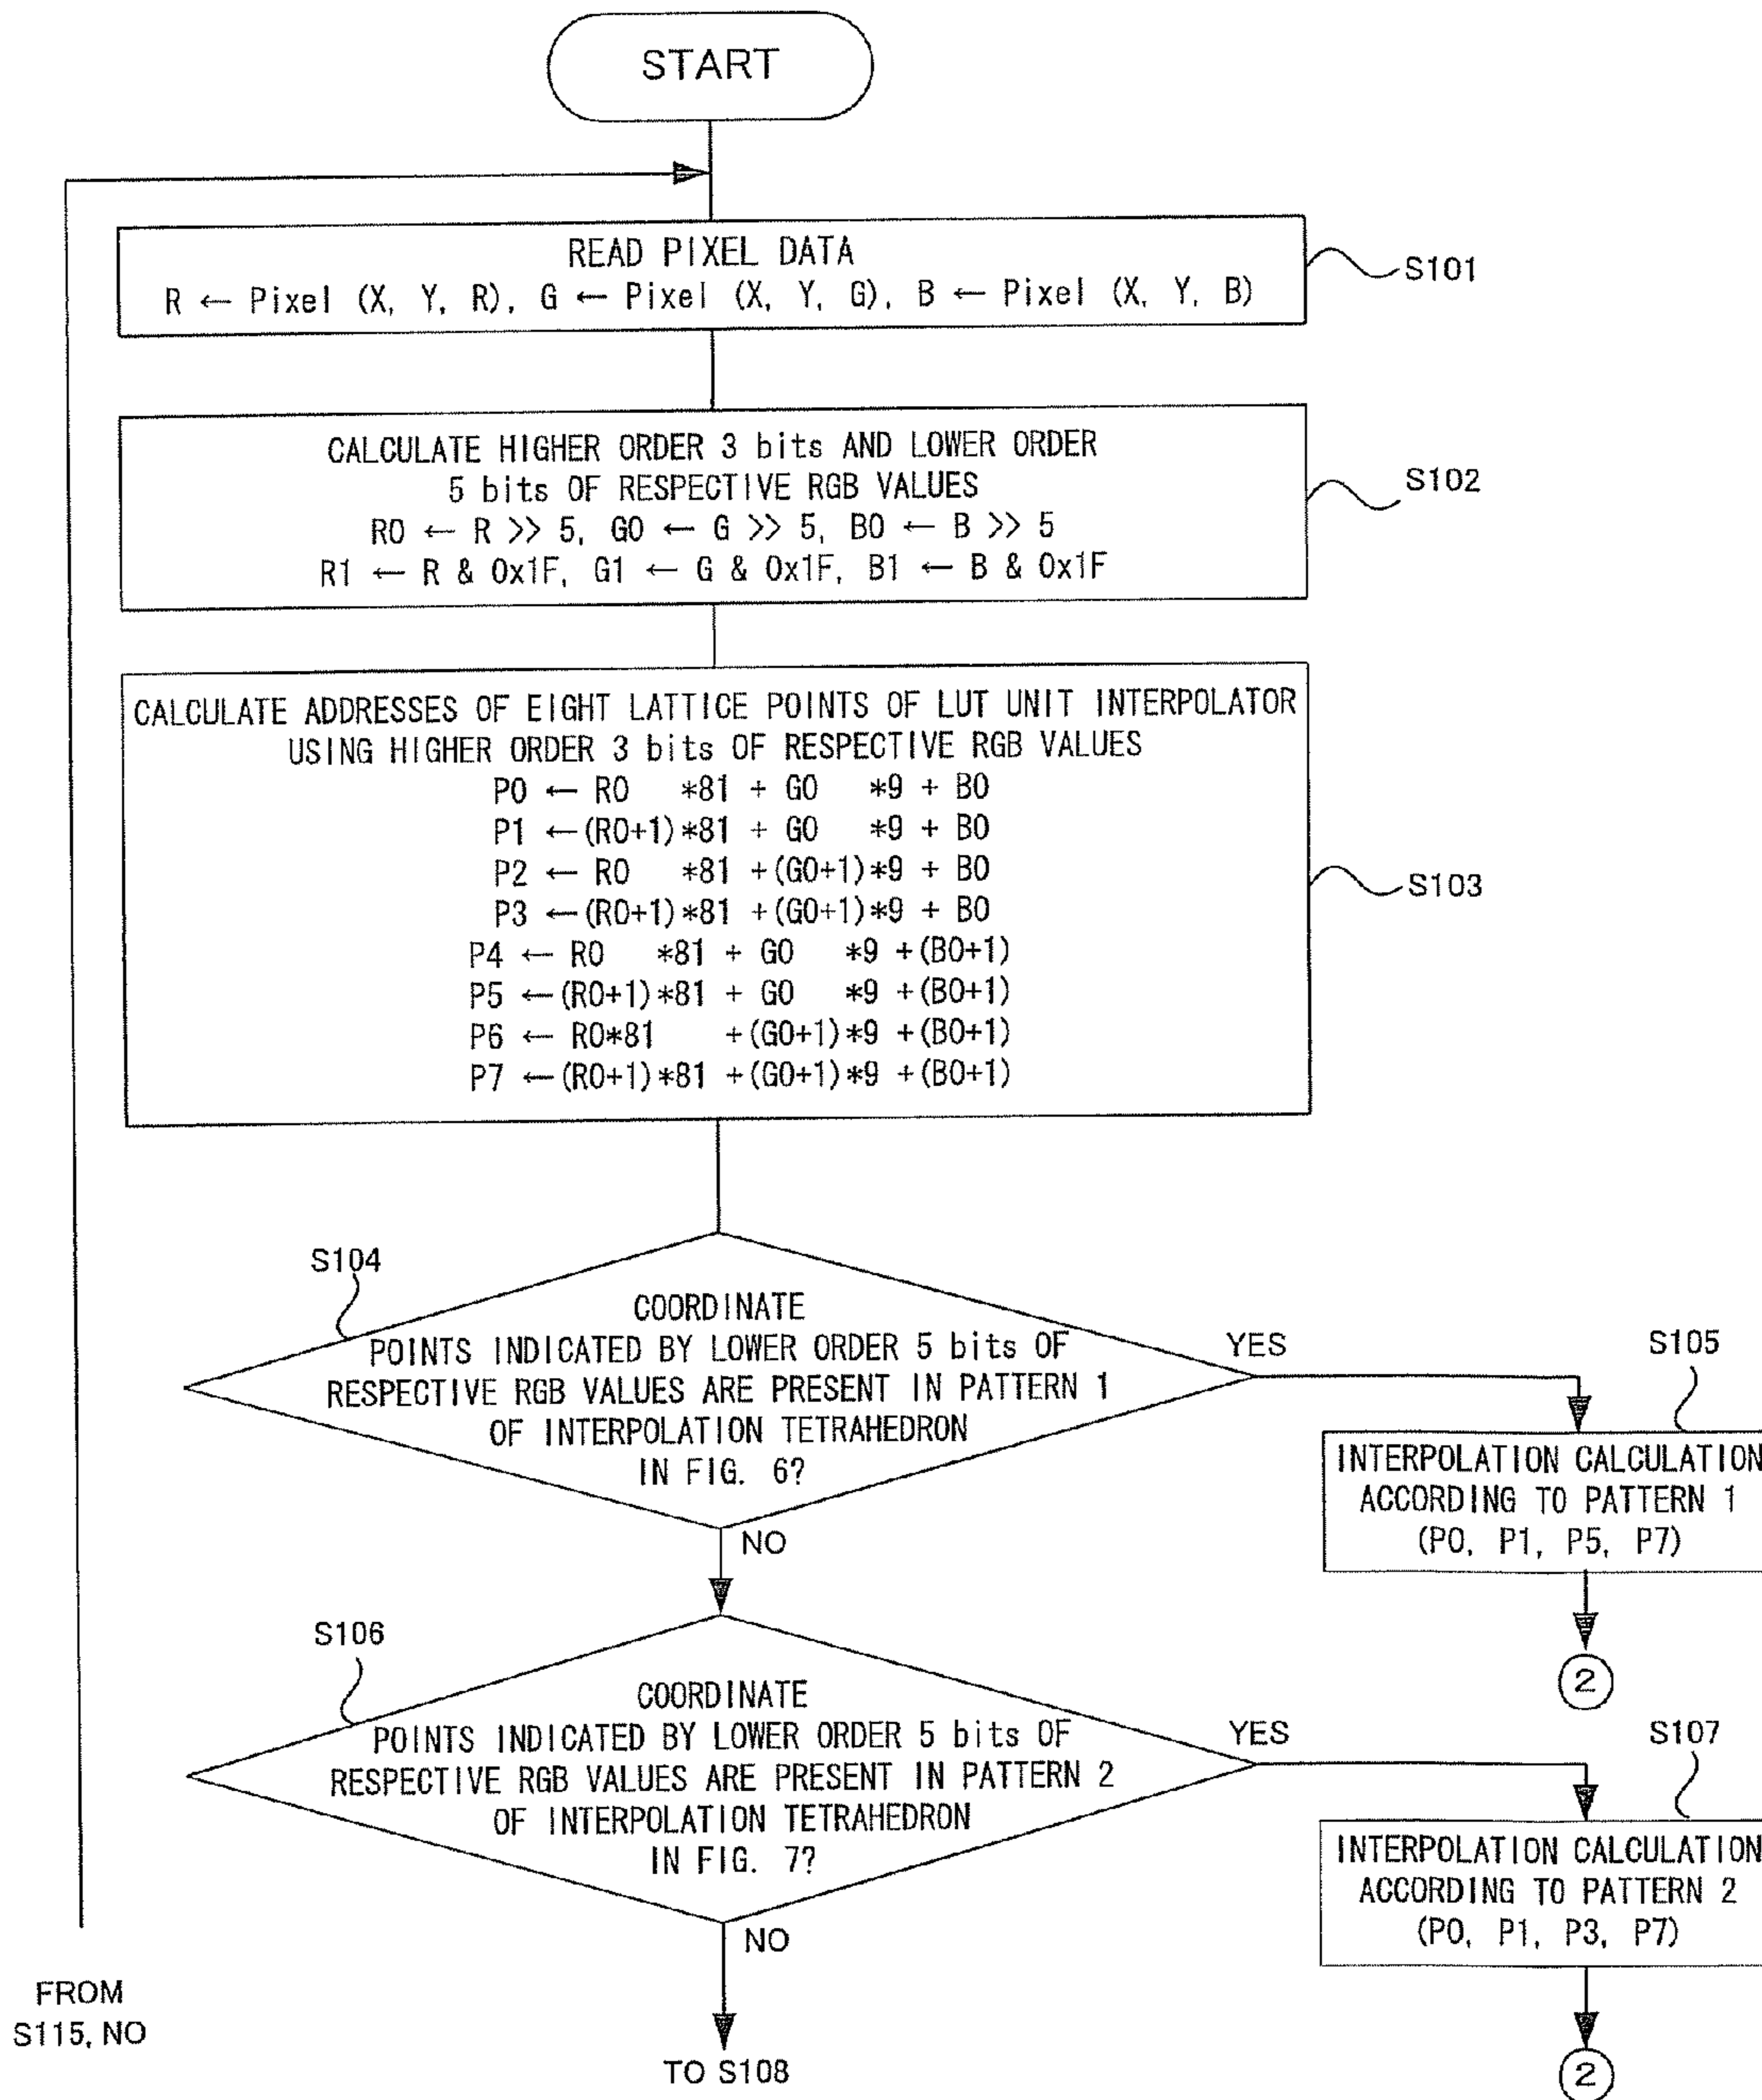 START
READ PIXEL DATA
R ← Pixel (X, Y, R), G ← Pixel (X, Y, G), B ← Pixel (X, Y, B)
S101
CALCULATE HIGHER ORDER 3 bits AND LOWER ORDER
5 bits OF RESPECTIVE RGB VALUES
R0 ← R >> 5, G0 ← G >> 5, B0 ← B >> 5
R1 ← R & 0x1F, G1 ← G & 0x1F, B1 ← B & 0x1F
S102
CALCULATE ADDRESSES OF EIGHT LATTICE POINTS OF LUT UNIT INTERPOLATOR
USING HIGHER ORDER 3 bits OF RESPECTIVE RGB VALUES
P0 ← R0 *81 + G0 *9 + B0
P1 ← (R0+1)*81 + G0 *9 + B0
P2 ← R0 *81 +(G0+1)*9 + B0
P3 ← (R0+1)*81 +(G0+1)*9 + B0
P4 ← R0 *81 + G0 *9 +(B0+1)
P5 ← (R0+1)*81 + G0 *9 +(B0+1)
P6 ← R0*81 +(G0+1)*9 +(B0+1)
P7 ← (R0+1)*81 +(G0+1)*9 +(B0+1)
S103
S104
COORDINATE
POINTS INDICATED BY LOWER ORDER 5 bits OF
RESPECTIVE RGB VALUES ARE PRESENT IN PATTERN 1
OF INTERPOLATION TETRAHEDRON
IN FIG. 6?
YES
NO
S105
INTERPOLATION CALCULATION
ACCORDING TO PATTERN 1
(P0, P1, P5, P7)
2
S106
COORDINATE
POINTS INDICATED BY LOWER ORDER 5 bits OF
RESPECTIVE RGB VALUES ARE PRESENT IN PATTERN 2
OF INTERPOLATION TETRAHEDRON
IN FIG. 7?
YES
NO
S107
INTERPOLATION CALCULATION
ACCORDING TO PATTERN 2
(P0, P1, P3, P7)
2
FROM
S115, NO
TO S108